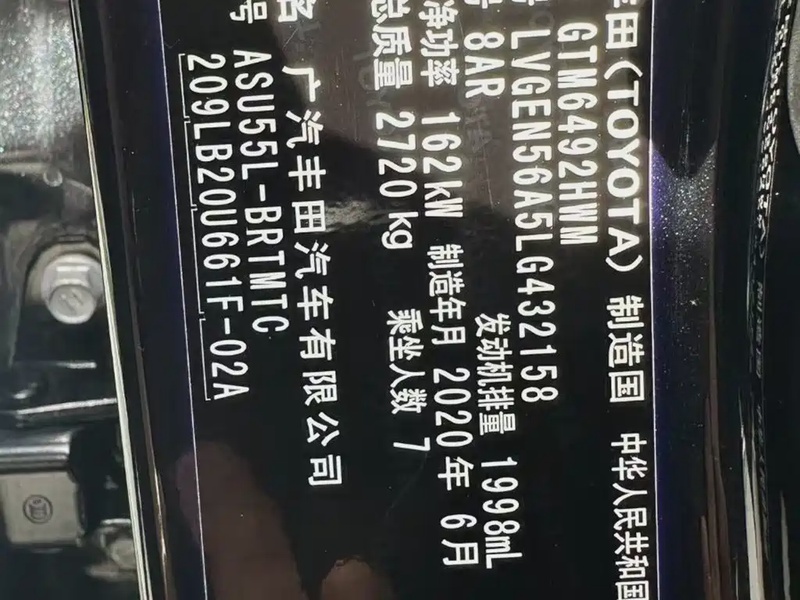 丰田(TOYOTA) 制造国 中华人民共和国
GTM6492HWM
LVGEN56A5LG432158
8AR 发动机排量 1998mL
净功率 162kW 制造年月 2020年 6月
总质量 2720kg 乘坐人数 7
名 广汽丰田汽车有限公司
号 ASU55L-BRTMTC
209LB20U661F-02A